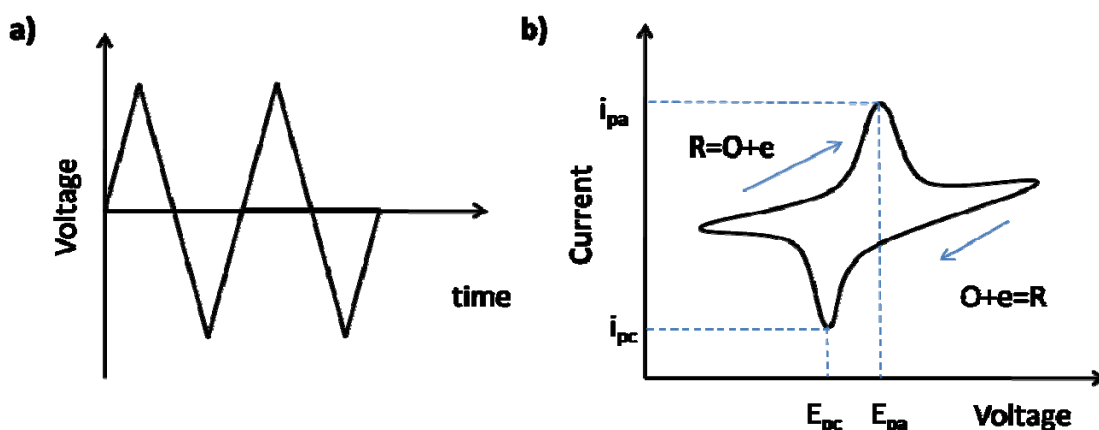 a)
Voltage
time
b)
Current
i_pa
R=O+e
O+e=R
i_pc
E_pc
E_pa
Voltage